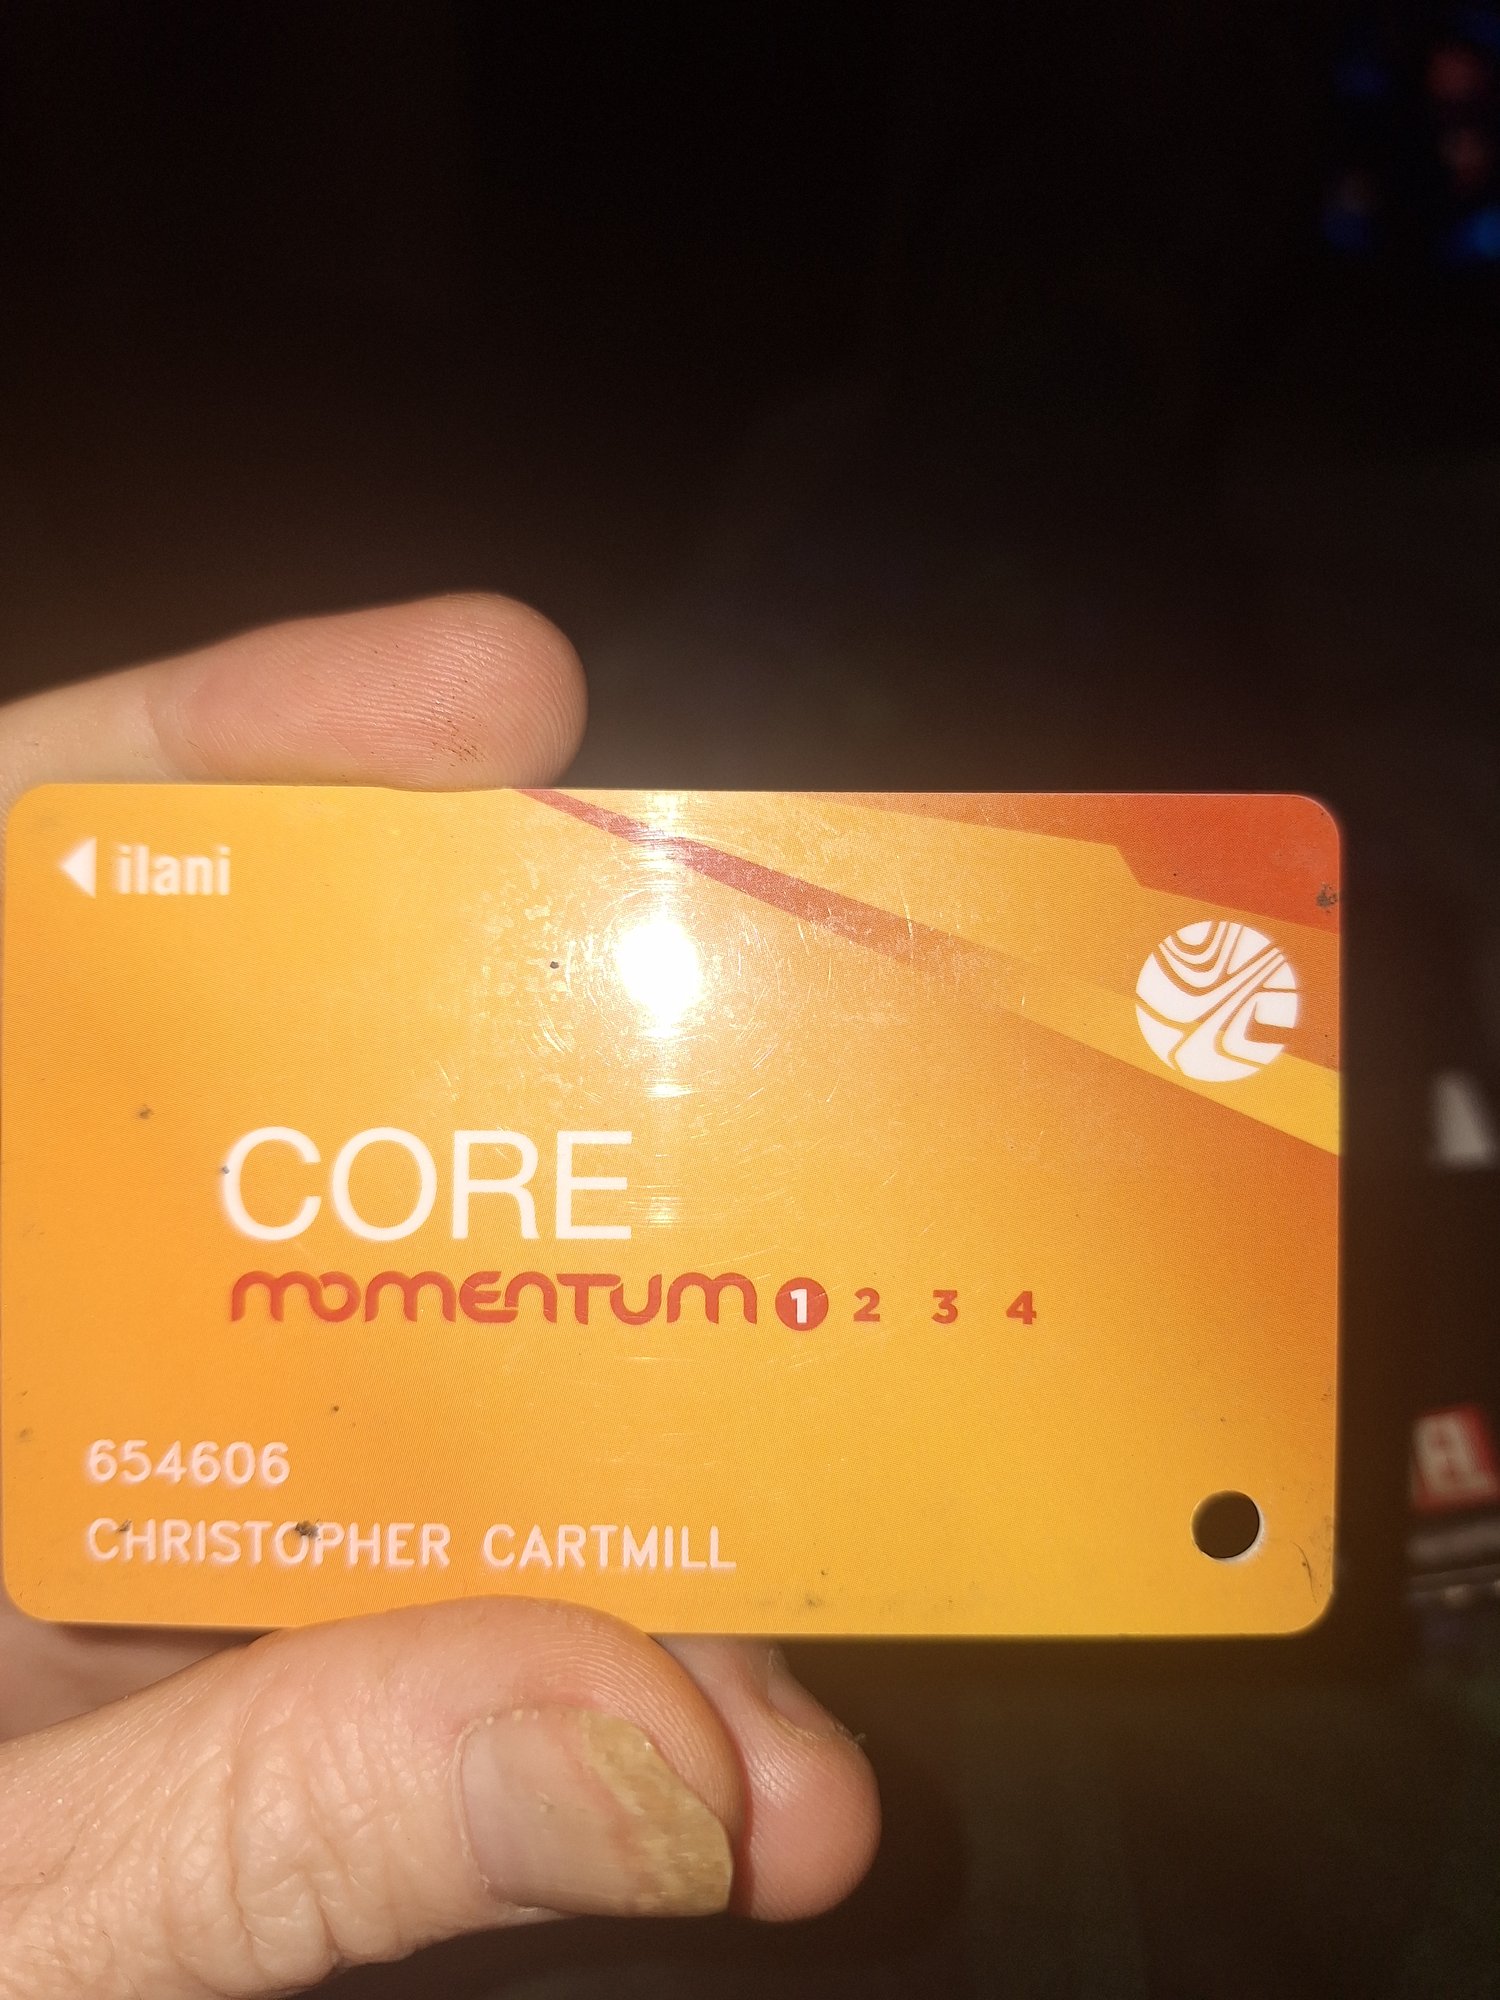 ilani
CORE
momentum 1 2 3 4
654606
CHRISTOPHER CARTMILL